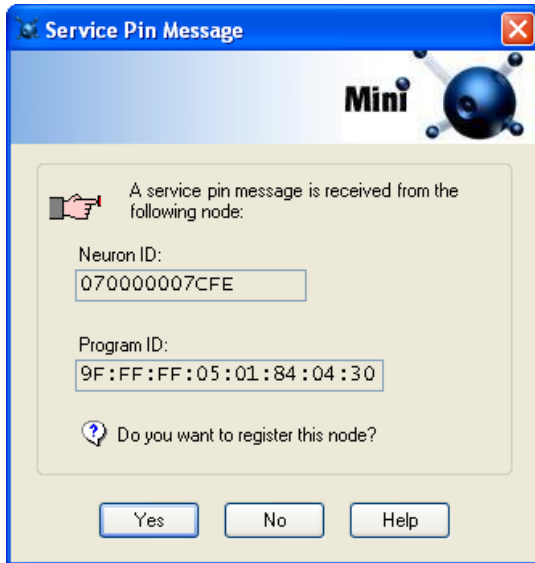 Service Pin Message
Mini
A service pin message is received from the
following node:
Neuron ID:
070000007CFE
Program ID:
9F:FF:FF:05:01:84:04:30
Do you want to register this node?
Yes
No
Help